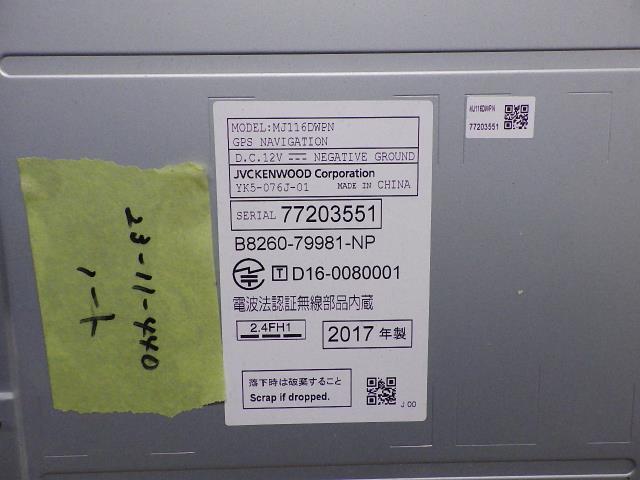 MODEL:MJ116DWPN
GPS NAVIGATION
D.C.12V NEGATIVE GROUND
JVCKENWOOD Corporation
YK5-076J-01 MADE IN CHINA
SERIAL 77203551
B8260-79981-NP
T D16-0080001
電波法認証無線部品内蔵
2.4FH1
2017 年製
落下時は破棄すること
Scrap if dropped.
J 00
MJ116DWPN
77203551
23-11-440
ノート